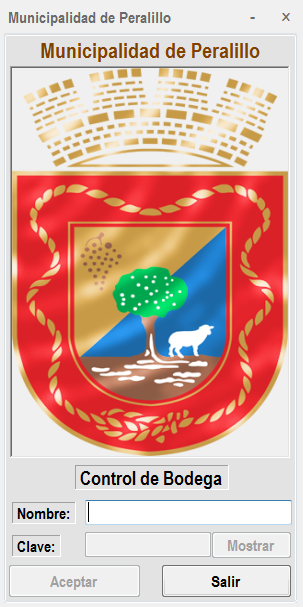 Municipalidad de Peralillo
Municipalidad de Peralillo
Control de Bodega
Nombre:
Clave:
Mostrar
Aceptar
Salir